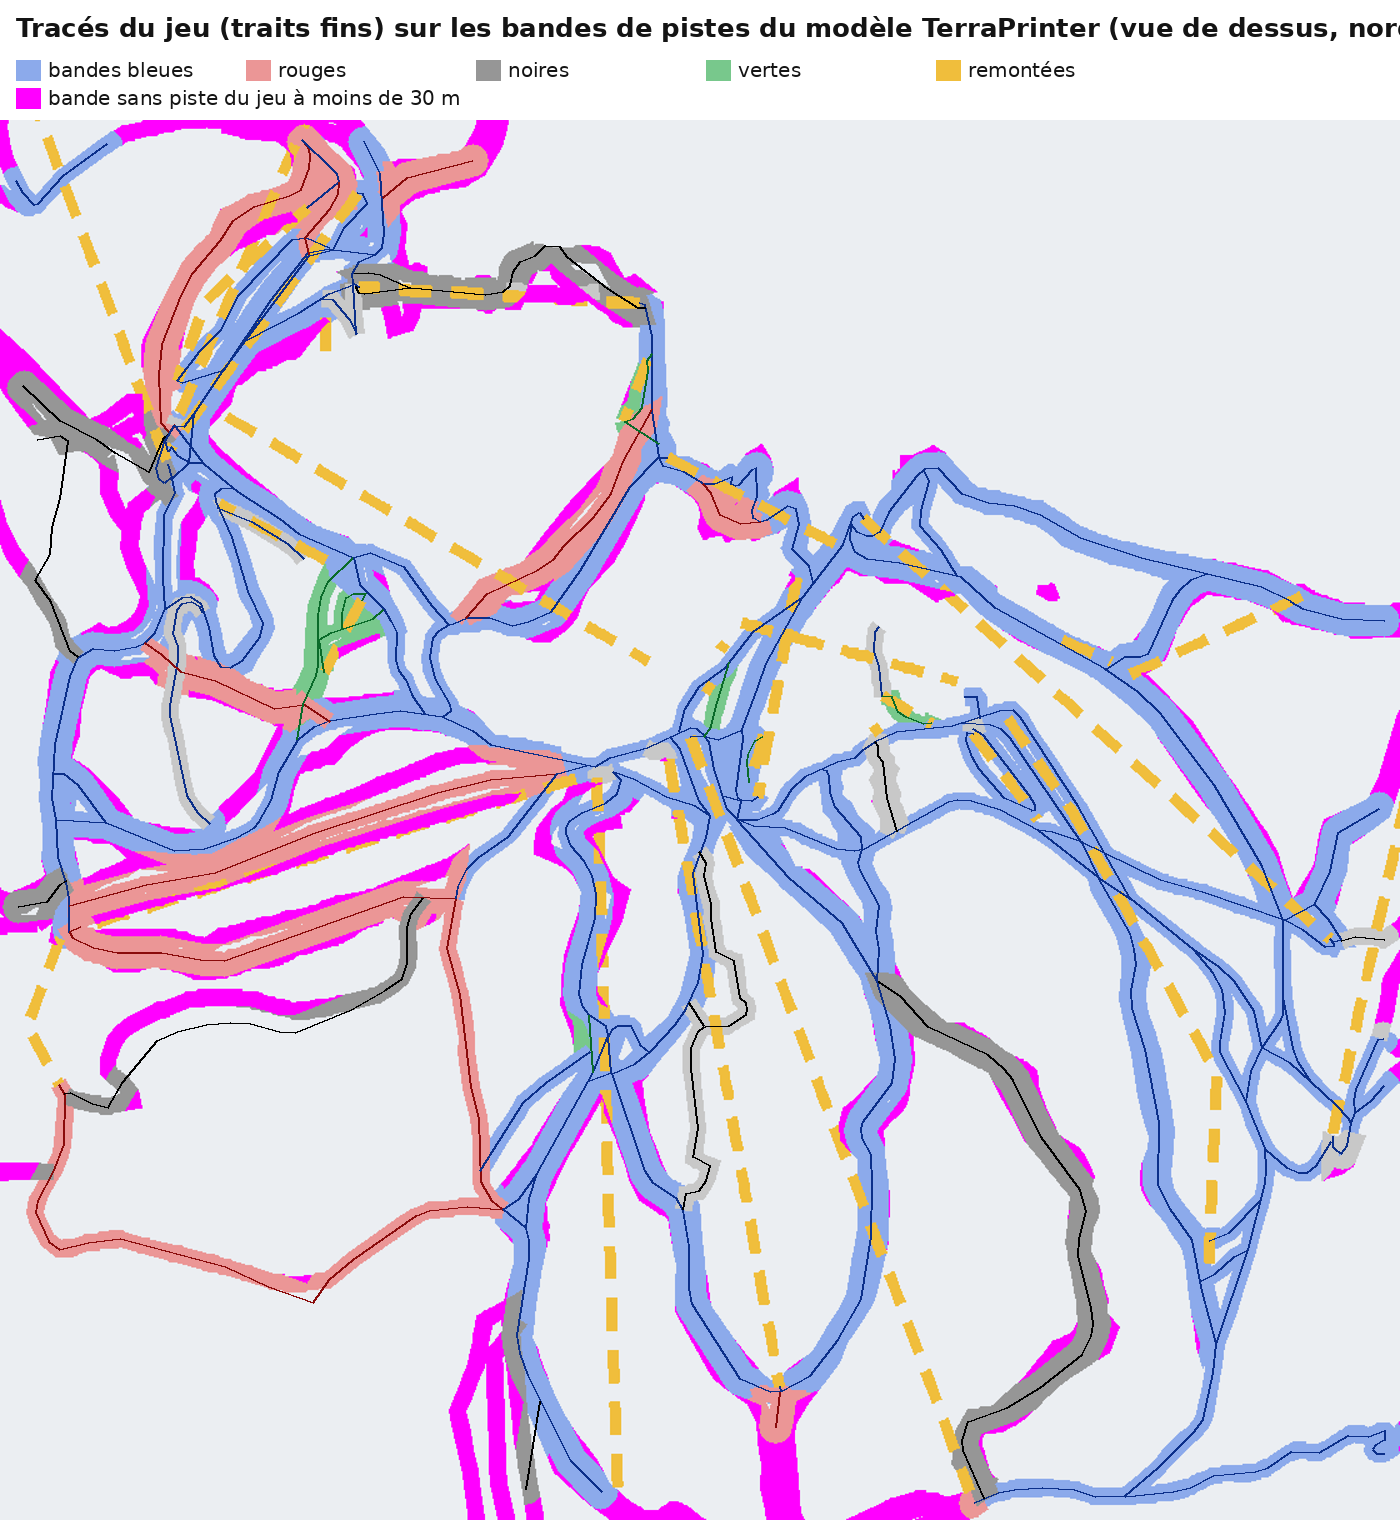 Tracés du jeu (traits fins) sur les bandes de pistes du modèle TerraPrinter (vue de dessus, nor
bandes bleues rouges noires vertes remontées
bande sans piste du jeu à moins de 30 m